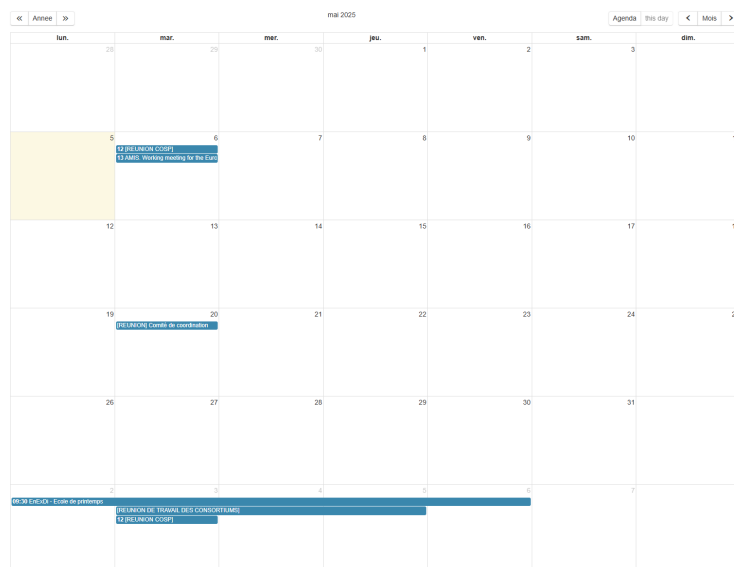 « Annee » mai 2025 Agenda this day < Mois >
lun. mar. mer. jeu. ven. sam. dim.
28 29 30 1 2 3
5 6 7 8 9 10
12 [REUNION COSP]
13 AMIS. Working meeting for the Euro
12 13 14 15 16 17
19 20 21 22 23 24
[REUNION] Comité de coordination
26 27 28 29 30 31
2 3 4 5 6 7
09:30 EnExDi - Ecole de printemps
[REUNION DE TRAVAIL DES CONSORTIUMS]
12 [REUNION COSP]